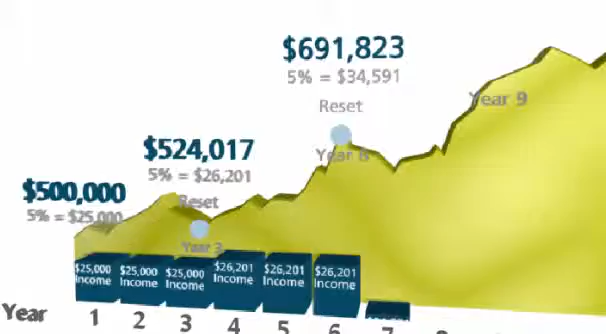 $691,823
5% = $34,591
Reset
Year 9
$524,017
5% = $26,201
Year 6
$500,000
5% = $25,000
Reset
Year 3
$25,000 Income
$25,000 Income
$25,000 Income
$26,201 Income
$26,201 Income
$26,201 Income
Year 1 2 3 4 5 6 7